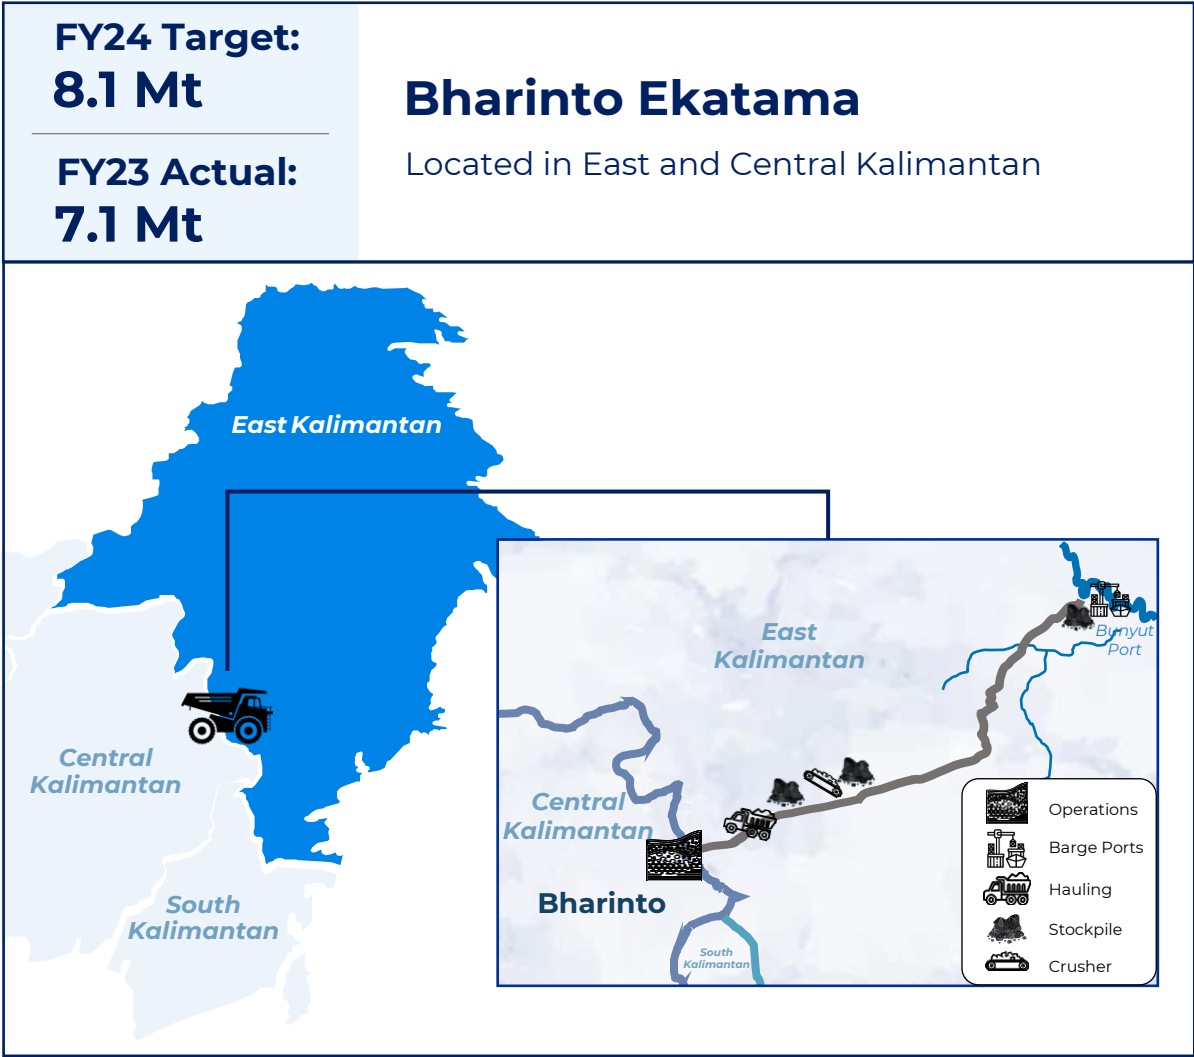 FY24 Target:
8.1 Mt
FY23 Actual:
7.1 Mt
Bharinto Ekatama
Located in East and Central Kalimantan
East Kalimantan
Central
Kalimantan
South
Kalimantan
East
Kalimantan
Bunyut
Port
Central
Kalimantan
Bharinto
South
Kalimantan
Operations
Barge Ports
Hauling
Stockpile
Crusher